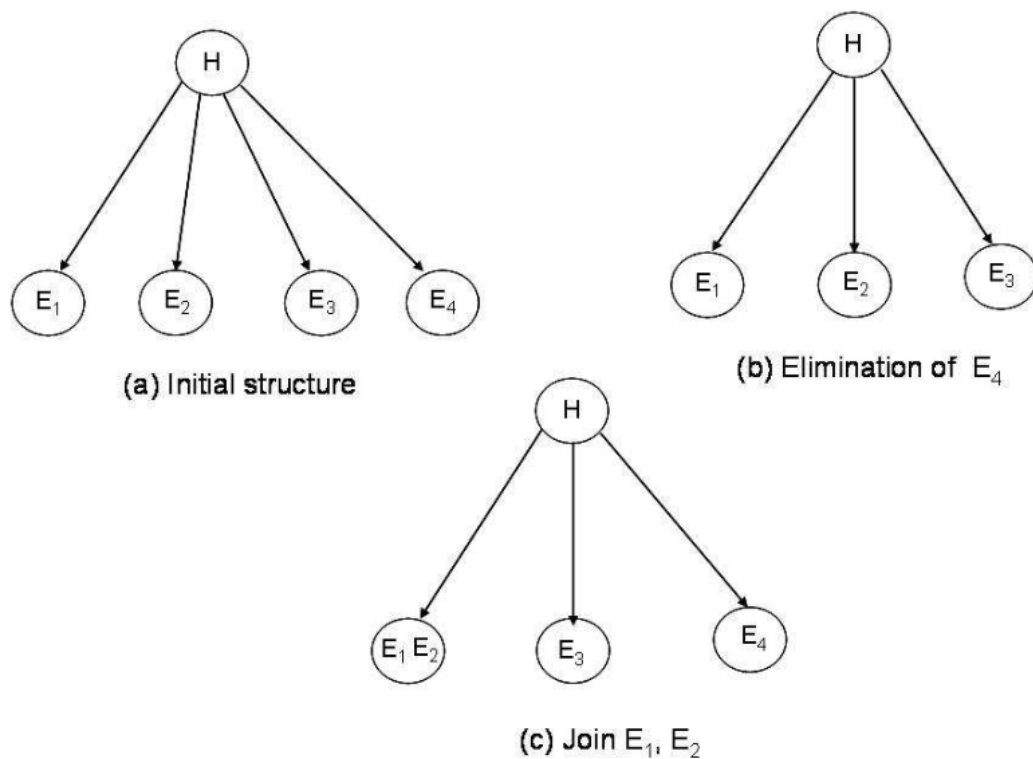 H
E₁
E₂
E₃
E₄
(a) Initial structure
H
E₁
E₂
E₃
(b) Elimination of E₄
H
E₁ E₂
E₃
E₄
(c) Join E₁, E₂